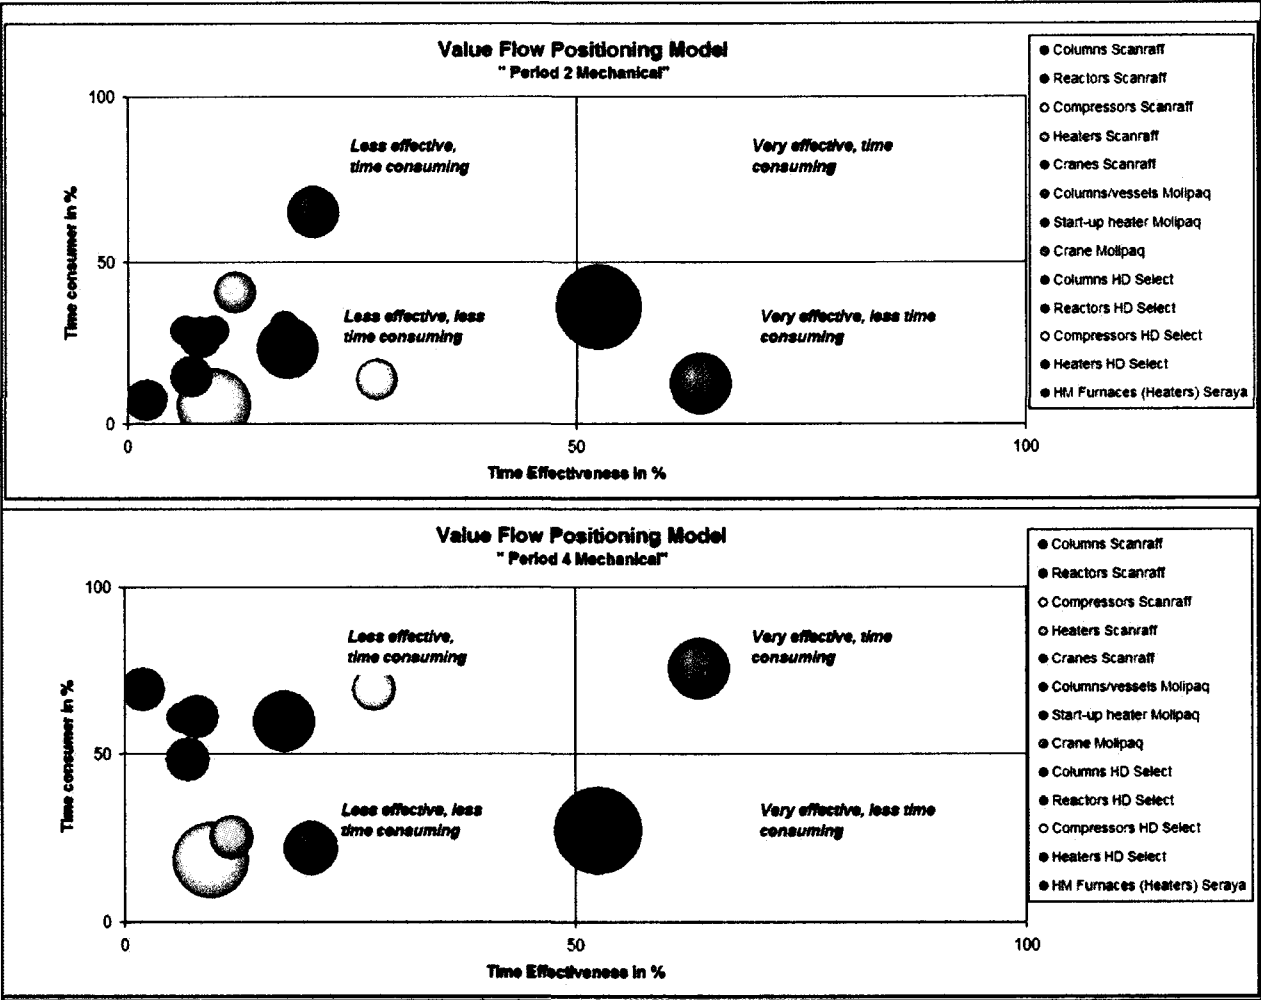 Value Flow Positioning Model
" Period 2 Mechanical"
100
50
0
0
50
100
Time consumer in %
Time Effectiveness in %
Less effective,
time consuming
Very effective, time
consuming
Less effective, less
time consuming
Very effective, less time
consuming
Columns Scanraff
Reactors Scanraff
Compressors Scanraff
Heaters Scanraff
Cranes Scanraff
Columns/vessels Molipaq
Start-up heater Molipaq
Crane Molipaq
Columns HD Select
Reactors HD Select
Compressors HD Select
Heaters HD Select
HM Furnaces (Heaters) Seraya
Value Flow Positioning Model
" Period 4 Mechanical"
100
50
0
0
50
100
Time consumer in %
Time Effectiveness in %
Less effective,
time consuming
Very effective, time
consuming
Less effective, less
time consuming
Very effective, less time
consuming
Columns Scanraff
Reactors Scanraff
Compressors Scanraff
Heaters Scanraff
Cranes Scanraff
Columns/vessels Molipaq
Start-up heater Molipaq
Crane Molipaq
Columns HD Select
Reactors HD Select
Compressors HD Select
Heaters HD Select
HM Furnaces (Heaters) Seraya